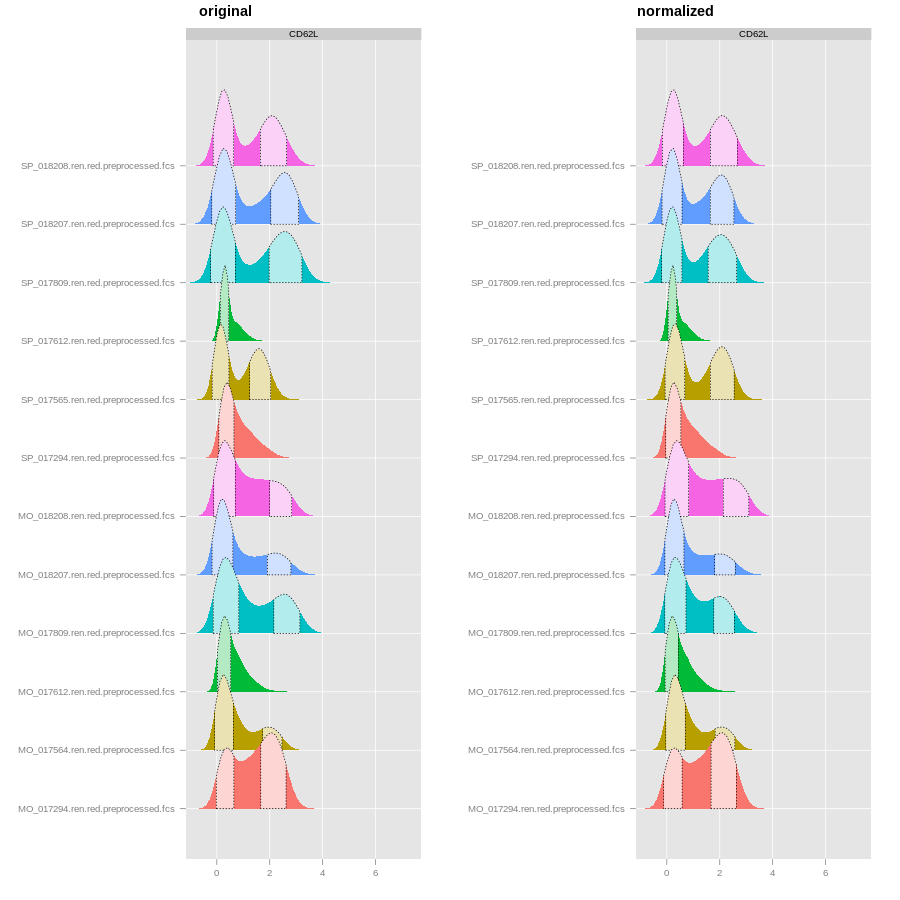 original
CD62L
SP_018208.ren.red.preprocessed.fcs
SP_018207.ren.red.preprocessed.fcs
SP_017809.ren.red.preprocessed.fcs
SP_017612.ren.red.preprocessed.fcs
SP_017565.ren.red.preprocessed.fcs
SP_017294.ren.red.preprocessed.fcs
MO_018208.ren.red.preprocessed.fcs
MO_018207.ren.red.preprocessed.fcs
MO_017809.ren.red.preprocessed.fcs
MO_017612.ren.red.preprocessed.fcs
MO_017564.ren.red.preprocessed.fcs
MO_017294.ren.red.preprocessed.fcs
0 2 4 6
normalized
CD62L
SP_018208.ren.red.preprocessed.fcs
SP_018207.ren.red.preprocessed.fcs
SP_017809.ren.red.preprocessed.fcs
SP_017612.ren.red.preprocessed.fcs
SP_017565.ren.red.preprocessed.fcs
SP_017294.ren.red.preprocessed.fcs
MO_018208.ren.red.preprocessed.fcs
MO_018207.ren.red.preprocessed.fcs
MO_017809.ren.red.preprocessed.fcs
MO_017612.ren.red.preprocessed.fcs
MO_017564.ren.red.preprocessed.fcs
MO_017294.ren.red.preprocessed.fcs
0 2 4 6